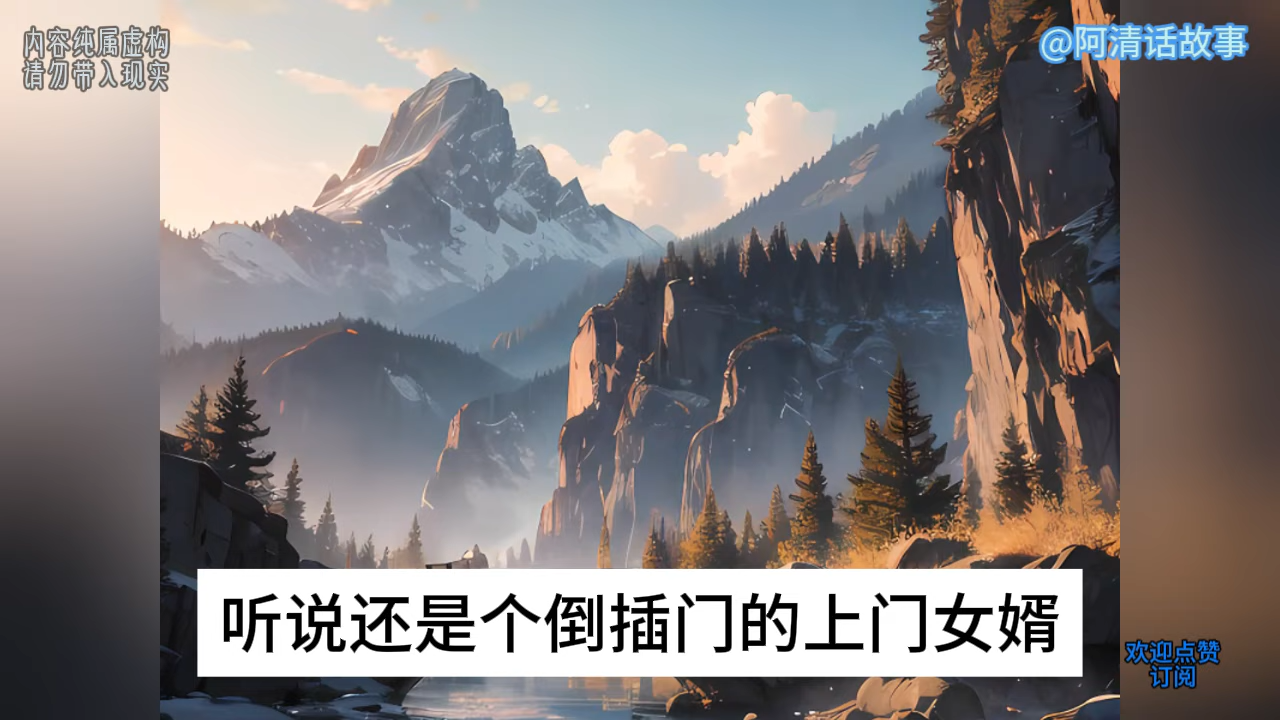 内容纯属虚构
请勿带入现实
@阿清话故事
听说还是个倒插门的上门女婿
欢迎点赞
订阅